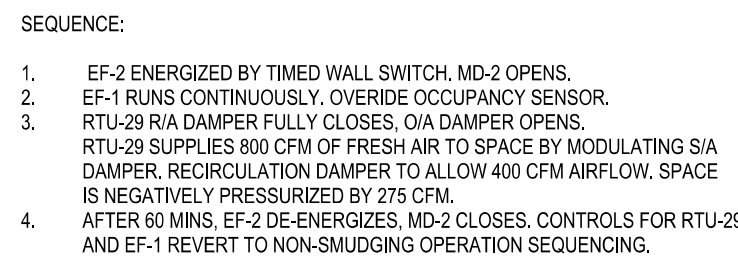 SEQUENCE:
1. EF-2 ENERGIZED BY TIMED WALL SWITCH. MD-2 OPENS.
2. EF-1 RUNS CONTINUOUSLY. OVERIDE OCCUPANCY SENSOR.
3. RTU-29 R/A DAMPER FULLY CLOSES, O/A DAMPER OPENS.
RTU-29 SUPPLIES 800 CFM OF FRESH AIR TO SPACE BY MODULATING S/A
DAMPER. RECIRCULATION DAMPER TO ALLOW 400 CFM AIRFLOW. SPACE
IS NEGATIVELY PRESSURIZED BY 275 CFM.
4. AFTER 60 MINS, EF-2 DE-ENERGIZES, MD-2 CLOSES. CONTROLS FOR RTU-29
AND EF-1 REVERT TO NON-SMUDGING OPERATION SEQUENCING.